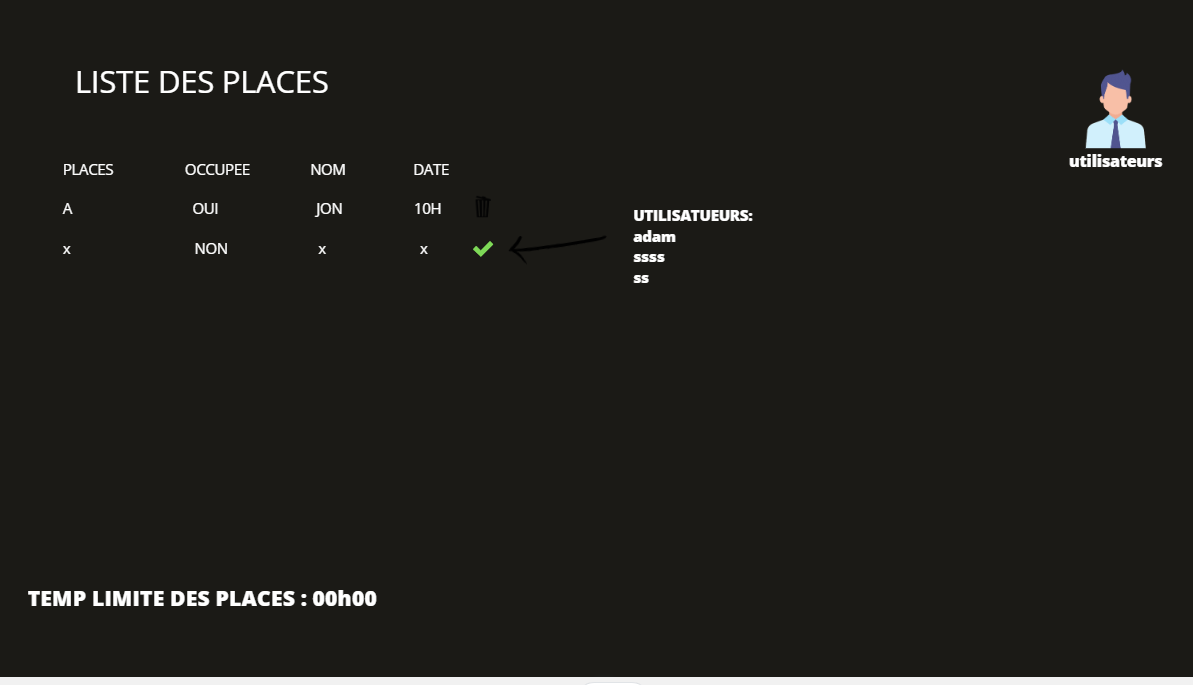 LISTE DES PLACES
utilisateurs
PLACES OCCUPEE NOM DATE
A OUI JON 10H
x NON x x
UTILISATUEURS:
adam
ssss
ss
TEMP LIMITE DES PLACES : 00h00